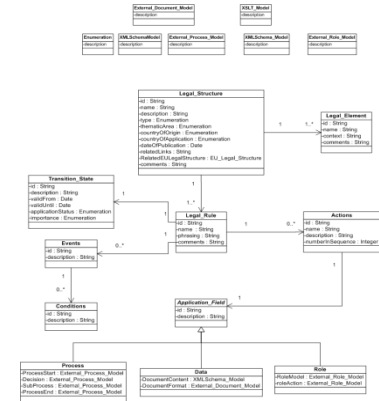 External_Document_Model
-description
XSLT_Model
-description
Enumeration
-description
XMLSchemaModel
-description
External_Process_Model
-description
XMLSchema_Model
-description
External_Role_Model
-description
Legal_Structure
-id : String
-name : String
-description : String
-type : Enumeration
-thematicArea : Enumeration
-countryOfOrigin : Enumeration
-countryOfApplication : Enumeration
-dateOfPublication : Date
-relatedLinks : String
-RelatedEULegalStructure : EU_Legal_Structure
-comments : String
1
1..*
Legal_Element
-id : String
-name : String
-context : String
-comments : String
1
1..*
Transition_State
-id : String
-description : String
-validFrom : Date
-validUntil : Date
-applicationStatus : Enumeration
-importance : Enumeration
1
1
Legal_Rule
-id : String
-name : String
-phrasing : String
-comments : String
1
0..*
Actions
-id : String
-name : String
-description : String
-numberInSequence : Integer
Events
-id : String
-description : String
0..*
1
1
0..*
Conditions
-id : String
-description : String
1
1
Application_Field
-id : String
-description : String
Process
-ProcessStart : External_Process_Model
-Decision : External_Process_Model
-SubProcess : External_Process_Model
-ProcessEnd : External_Process_Model
Data
-DocumentContent : XMLSchema_Model
-DocumentFormat : External_Document_Model
Role
-RoleModel : External_Role_Model
-roleAction : External_Role_Model